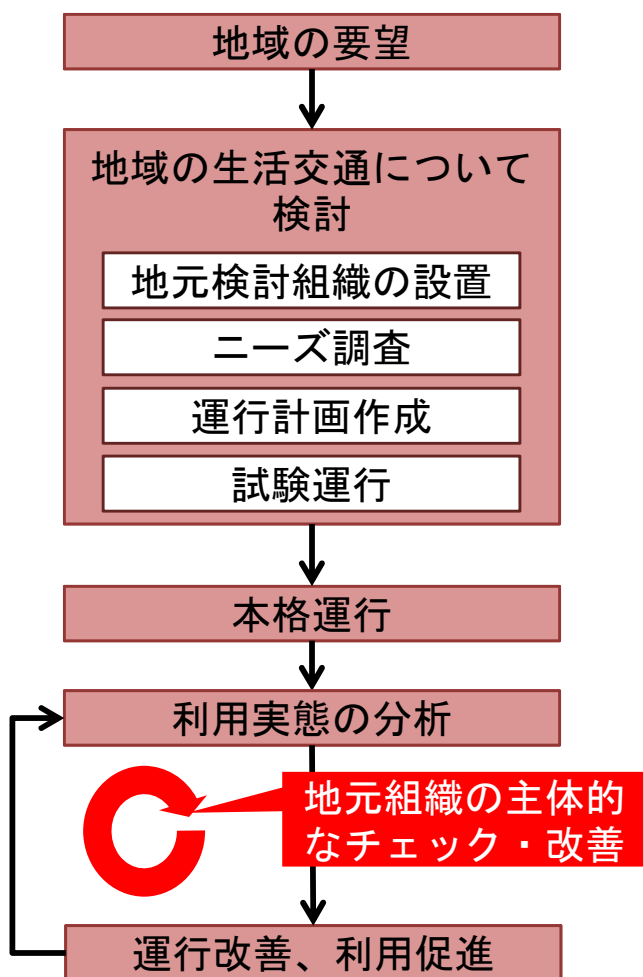 地域の要望
地域の生活交通について
検討
地元検討組織の設置
ニーズ調査
運行計画作成
試験運行
本格運行
利用実態の分析
地元組織の主体的
なチェック・改善
運行改善、利用促進